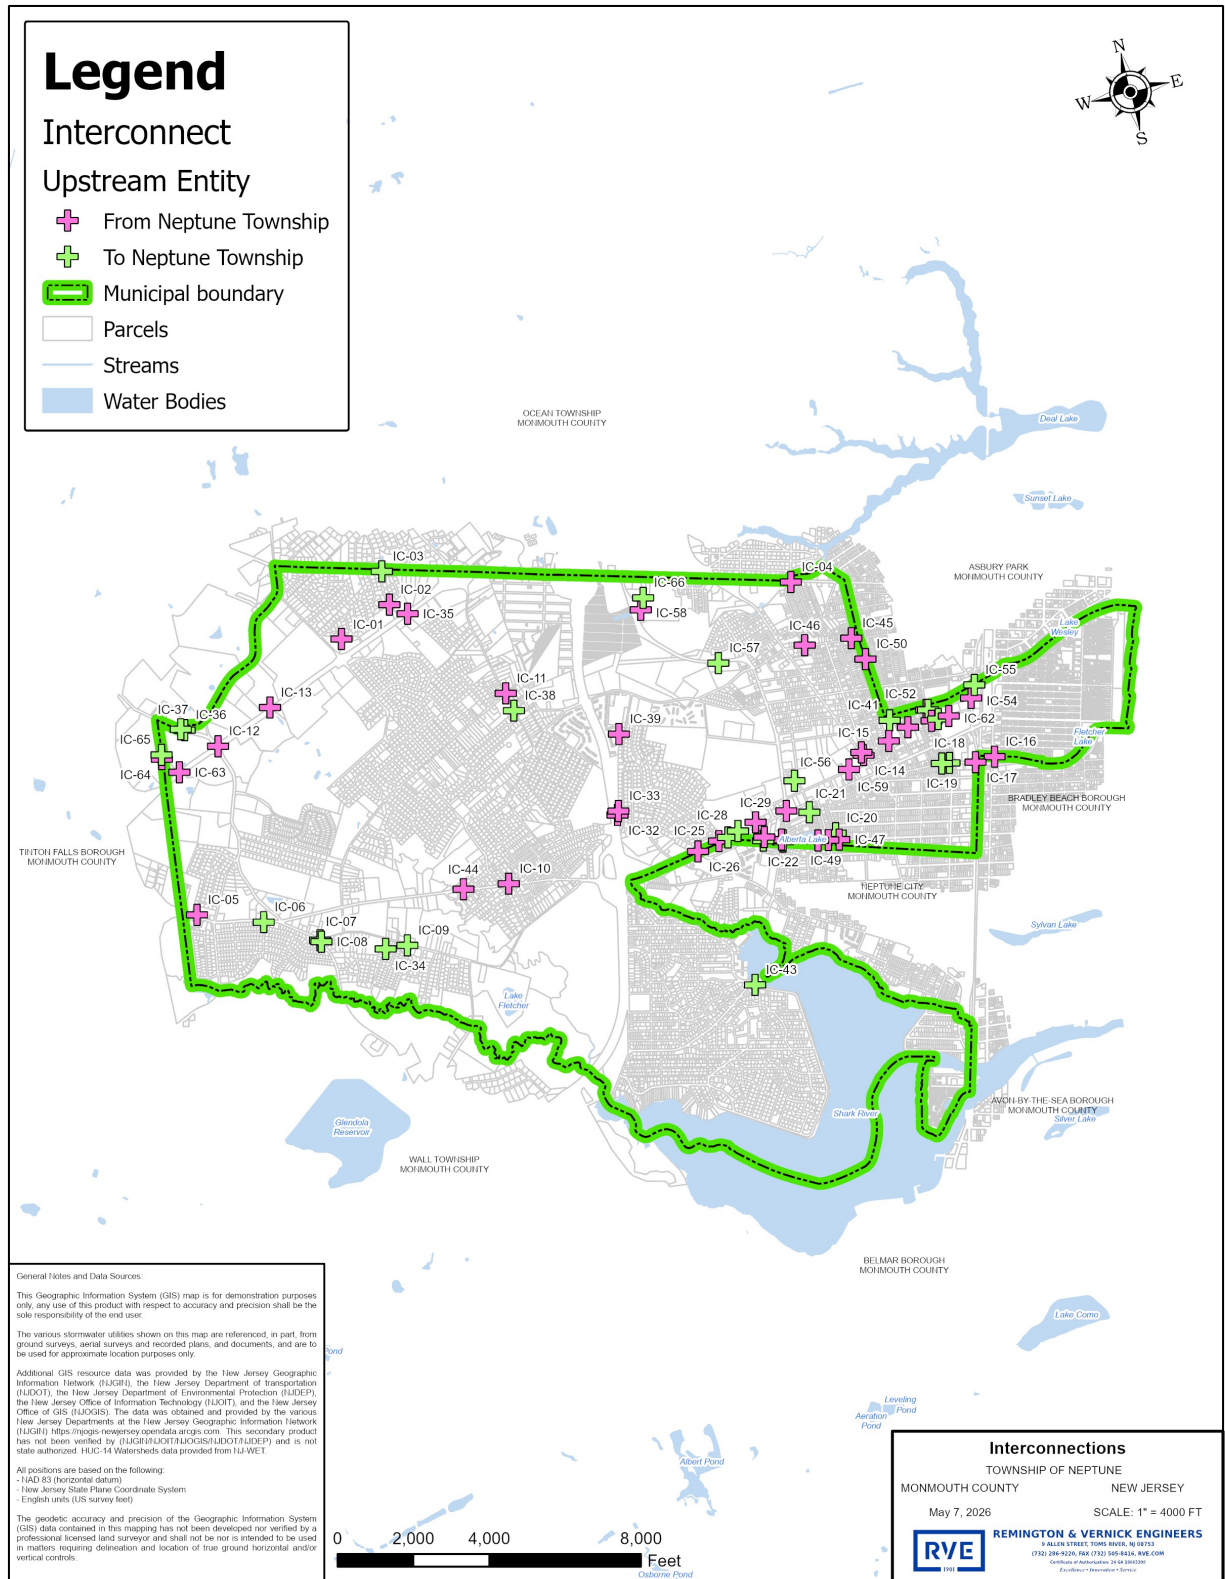 Legend
Interconnect
Upstream Entity
From Neptune Township
To Neptune Township
Municipal boundary
Parcels
Streams
Water Bodies
N
E
W
S
OCEAN TOWNSHIP
MONMOUTH COUNTY
Deal Lake
Sunset Lake
ASBURY PARK
MONMOUTH COUNTY
IC-03
IC-04
IC-66
IC-02
IC-58
IC-35
IC-01
IC-46
IC-45
Lake
Wesley
IC-50
IC-57
IC-55
IC-11
IC-38
IC-13
IC-52
IC-54
IC-37
IC-36
IC-41
IC-62
IC-39
IC-12
IC-65
IC-15
IC-18
IC-16
Fletcher
Lake
IC-64
IC-63
IC-56
IC-14
IC-17
IC-59
IC-19
IC-33
IC-21
BRADLEY BEACH BOROUGH
MONMOUTH COUNTY
IC-29
IC-28
IC-20
IC-32
IC-25
Alberta Lake
IC-47
TINTON FALLS BOROUGH
MONMOUTH COUNTY
IC-26
IC-22
IC-49
IC-44
IC-10
NEPTUNE CITY
MONMOUTH COUNTY
IC-05
IC-06
IC-07
IC-08
IC-09
IC-34
Sylvan Lake
IC-43
Lake
Fletcher
AVON-BY-THE-SEA BOROUGH
MONMOUTH COUNTY
Silver Lake
Shark River
Glendola
Reservoir
WALL TOWNSHIP
MONMOUTH COUNTY
BELMAR BOROUGH
MONMOUTH COUNTY
Lake Como
Pond
Leveling
Pond
Aeration
Pond
Albert Pond
Osborne Pond
General Notes and Data Sources:
This Geographic Information System (GIS) map is for demonstration purposes
only, any use of this product with respect to accuracy and precision shall be the
sole responsibility of the end user.
The various stormwater utilities shown on this map are referenced, in part, from
ground surveys, aerial surveys and recorded plans, and documents, and are to
be used for approximate location purposes only.
Additional GIS resource data was provided by the New Jersey Geographic
Information Network (NJGIN), the New Jersey Department of transportation
(NJDOT), the New Jersey Department of Environmental Protection (NJDEP),
the New Jersey Office of Information Technology (NJOIT), and the New Jersey
Office of GIS (NJOGIS). The data was obtained and provided by the various
New Jersey Departments at the New Jersey Geographic Information Network
(NJGIN) https://njogis-newjersey.opendata.arcgis.com. This secondary product
has not been verified by (NJGIN/NJOIT/NJOGIS/NJDOT/NJDEP) and is not
state authorized. HUC-14 Watersheds data provided from NJ-WET.
All positions are based on the following:
- NAD 83 (horizontal datum)
- New Jersey State Plane Coordinate System
- English units (US survey feet)
The geodetic accuracy and precision of the Geographic Information System
(GIS) data contained in this mapping has not been developed nor verified by a
professional licensed land surveyor and shall not be nor is intended to be used
in matters requiring delineation and location of true ground horizontal and/or
vertical controls.
0 2,000 4,000 8,000
Feet
Interconnections
TOWNSHIP OF NEPTUNE
MONMOUTH COUNTY NEW JERSEY
May 7, 2026 SCALE: 1" = 4000 FT
RVE
1901
REMINGTON & VERNICK ENGINEERS
9 ALLEN STREET, TOMS RIVER, NJ 08753
(732) 286-9220, FAX (732) 505-8416, RVE.COM
Certificate of Authorization: 24 GA 28003300
Excellence • Innovation • Service